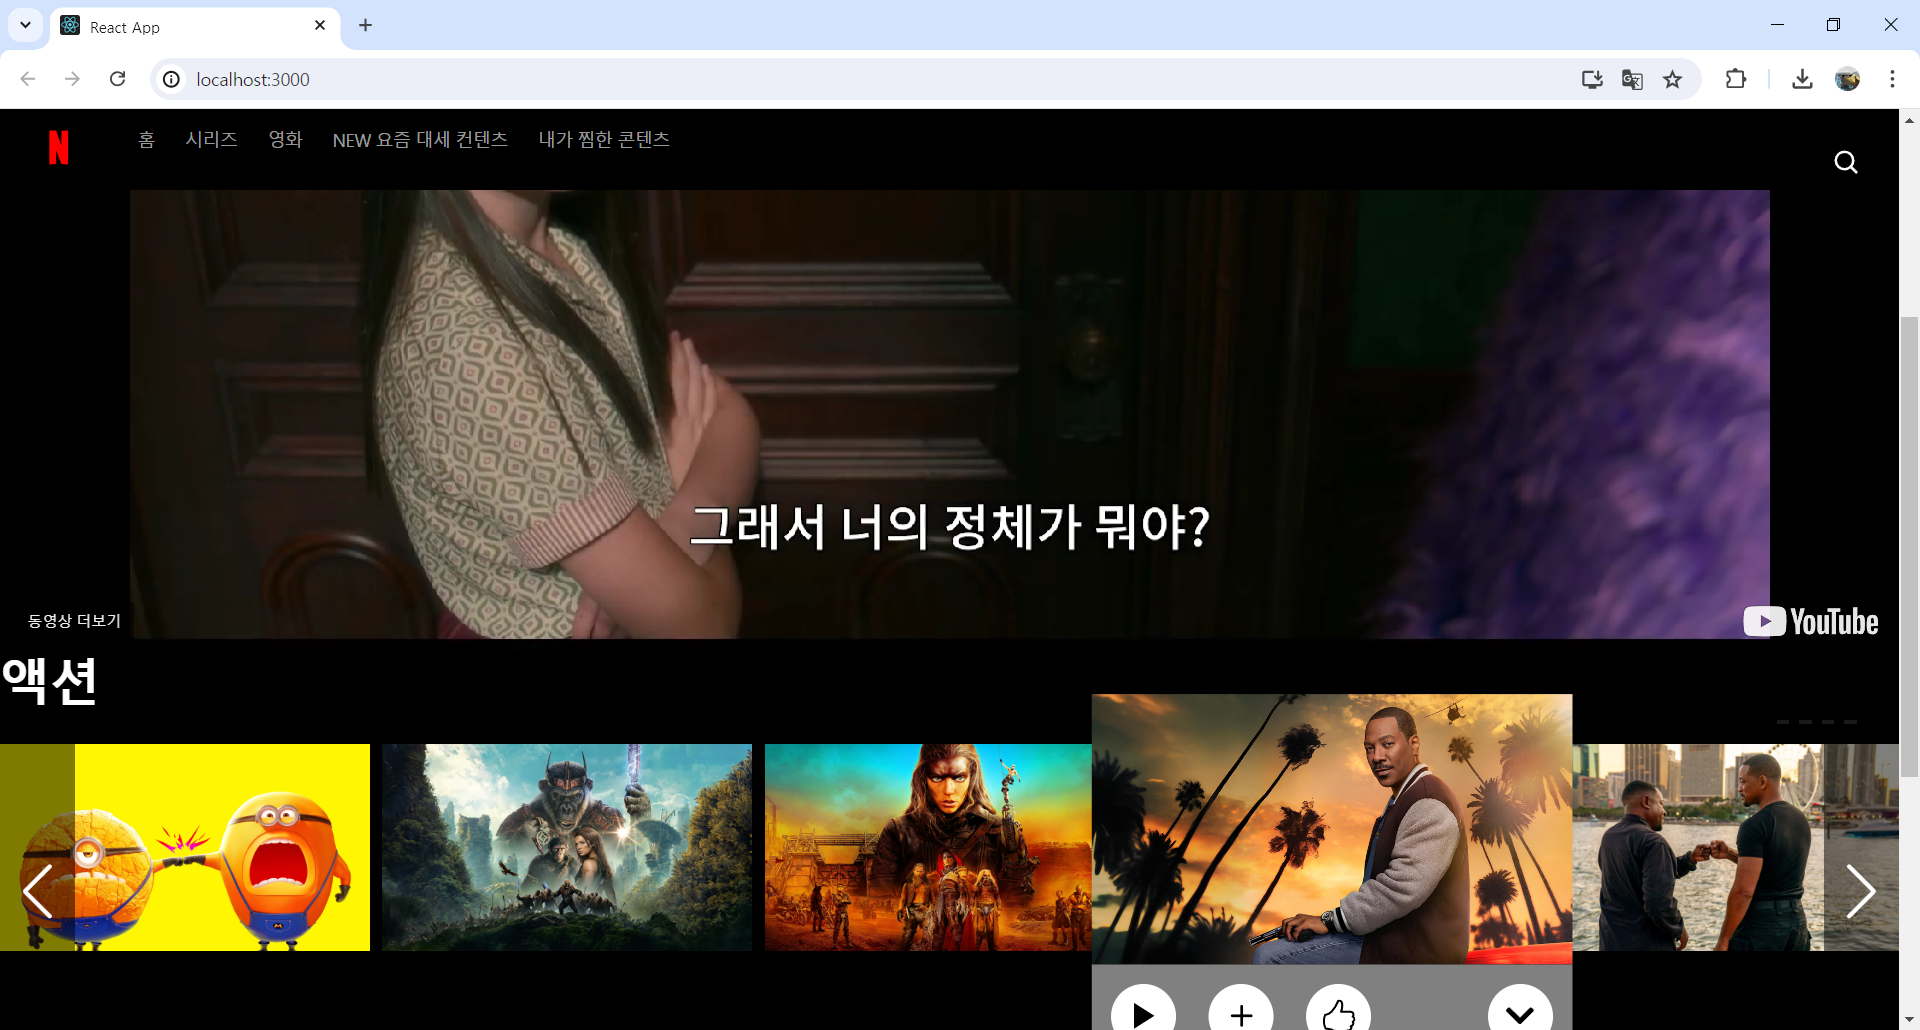 React App
localhost:3000
N
홈 시리즈 영화 NEW 요즘 대세 컨텐츠 내가 찜한 콘텐츠
그래서 너의 정체가 뭐야?
동영상 더보기
YouTube
액션